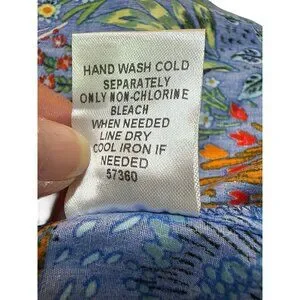 HAND WASH COLD
SEPARATELY
ONLY NON-CHLORINE
BLEACH
WHEN NEEDED
LINE DRY
COOL IRON IF
NEEDED
57360